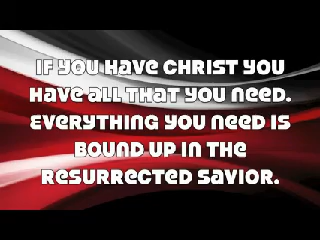 IF YOU HAVE CHRIST YOU
HAVE ALL THAT YOU NEED.
EVERYTHING YOU NEED IS
BOUND UP IN THE
RESURRECTED SAVIOR.